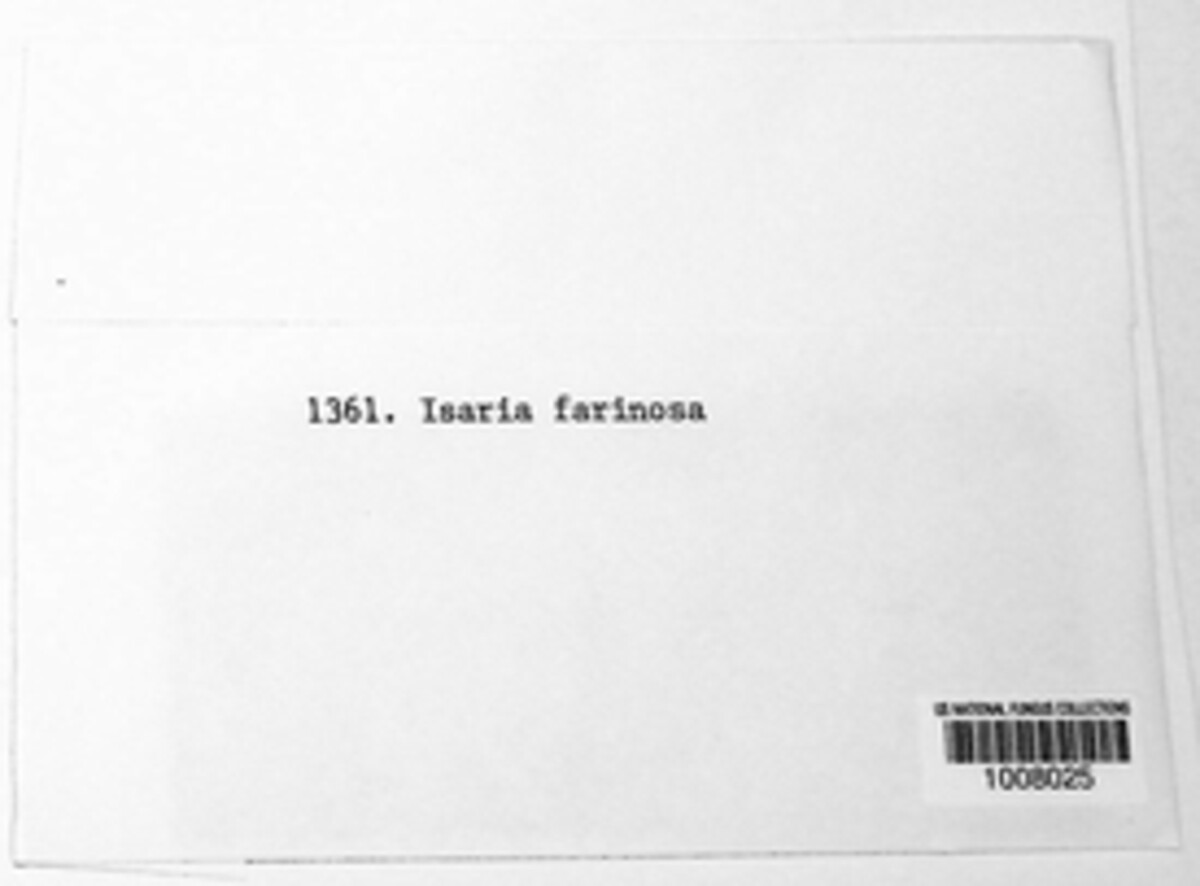 1361. Isaria farinosa
US NATIONAL FUNGUS COLLECTIONS
1008025